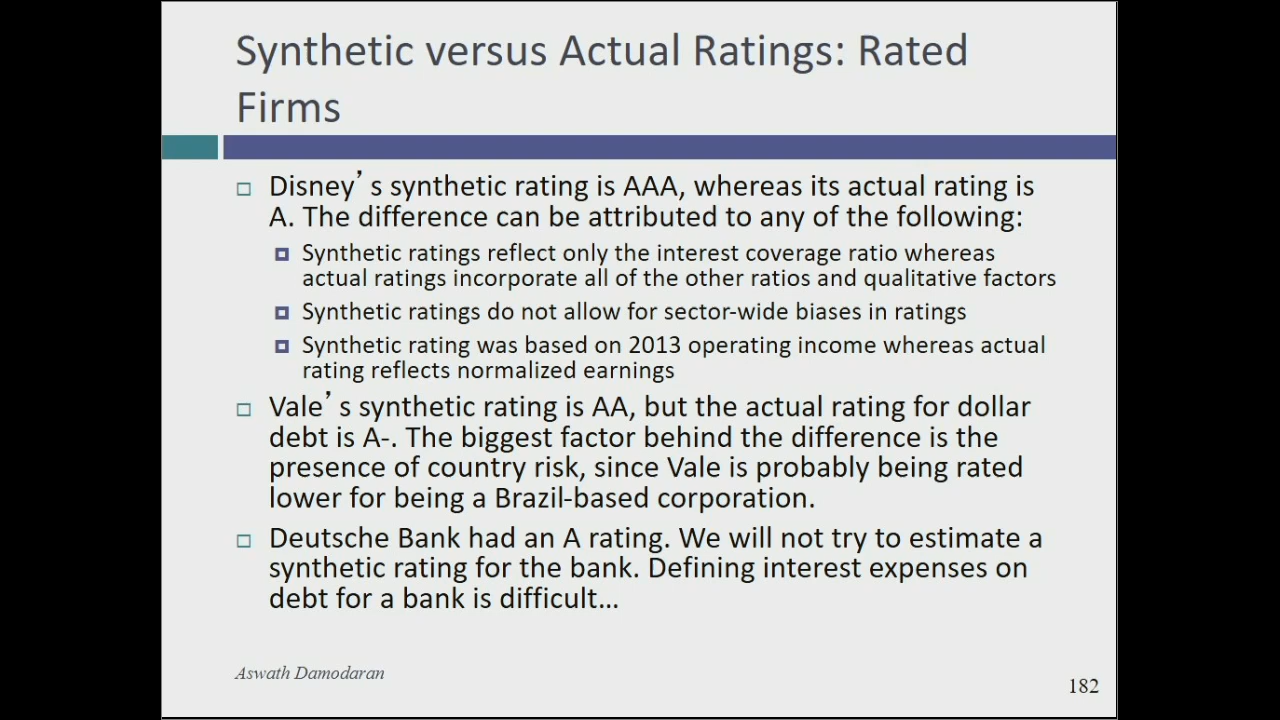 Synthetic versus Actual Ratings: Rated
Firms
Disney’s synthetic rating is AAA, whereas its actual rating is
A. The difference can be attributed to any of the following:
Synthetic ratings reflect only the interest coverage ratio whereas
actual ratings incorporate all of the other ratios and qualitative factors
Synthetic ratings do not allow for sector-wide biases in ratings
Synthetic rating was based on 2013 operating income whereas actual
rating reflects normalized earnings
Vale’s synthetic rating is AA, but the actual rating for dollar
debt is A-. The biggest factor behind the difference is the
presence of country risk, since Vale is probably being rated
lower for being a Brazil-based corporation.
Deutsche Bank had an A rating. We will not try to estimate a
synthetic rating for the bank. Defining interest expenses on
debt for a bank is difficult…
Aswath Damodaran
182